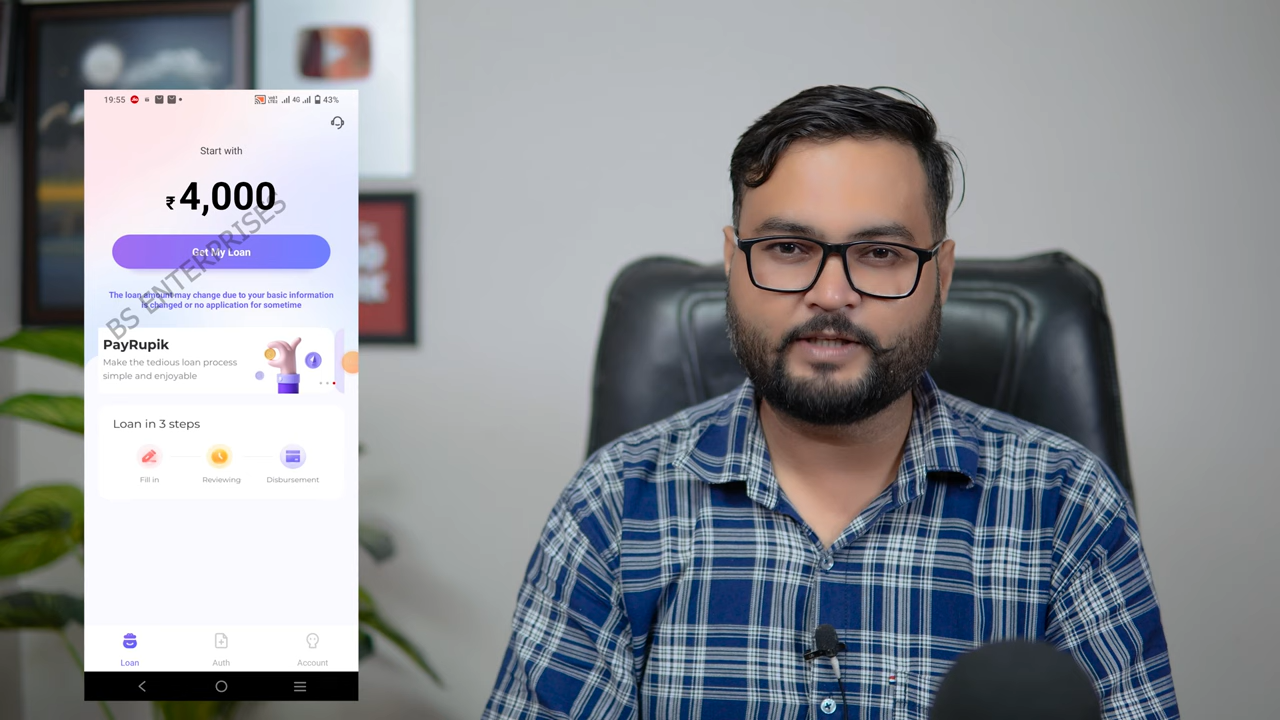 19:55
4G
43%
Start with
₹4,000
Get My Loan
BS ENTERPRISES
The loan amount may change due to your basic information
is changed or no application for sometime
PayRupik
Make the tedious loan process
simple and enjoyable
Loan in 3 steps
Fill in
Reviewing
Disbursement
Loan
Auth
Account